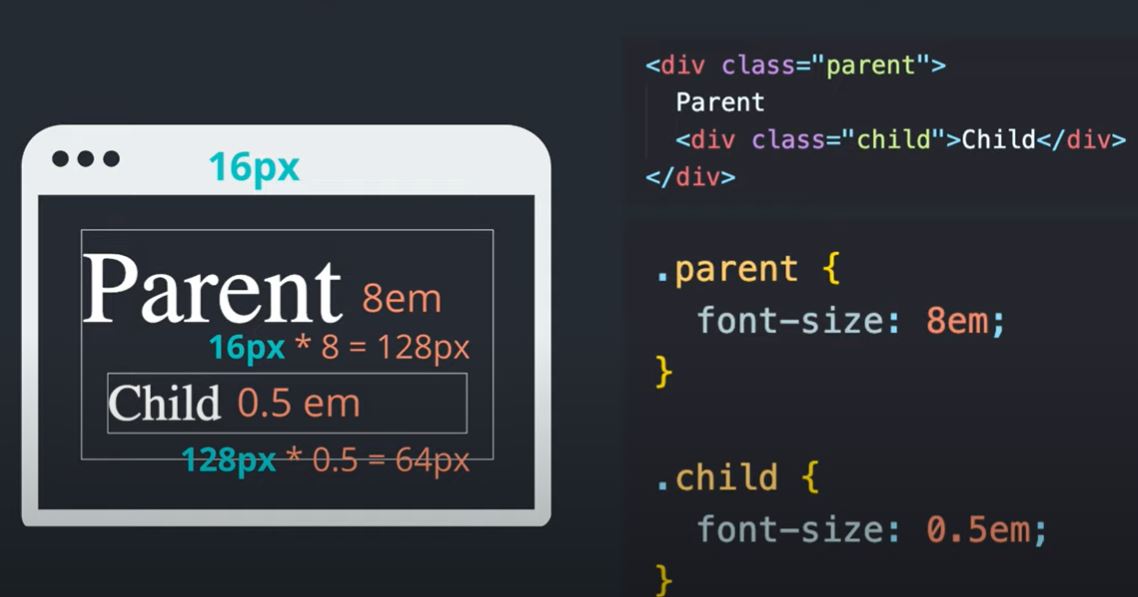 16px
Parent 8em
16px * 8 = 128px
Child 0.5 em
128px * 0.5 = 64px
<div class="parent">
Parent
<div class="child">Child</div>
</div>
.parent {
font-size: 8em;
}
.child {
font-size: 0.5em;
}